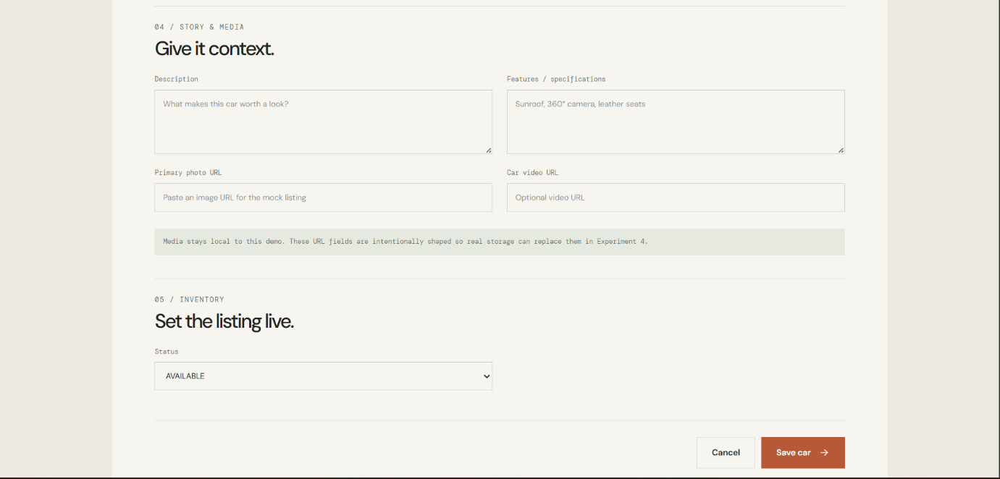 04 / STORY & MEDIA
Give it context.
Description
Features / specifications
What makes this car worth a look?
Sunroof, 360° camera, leather seats
Primary photo URL
Car video URL
Paste an image URL for the mock listing
Optional video URL
Media stays local to this demo. These URL fields are intentionally shaped so real storage can replace them in Experiment 4.
05 / INVENTORY
Set the listing live.
Status
AVAILABLE
Cancel
Save car →